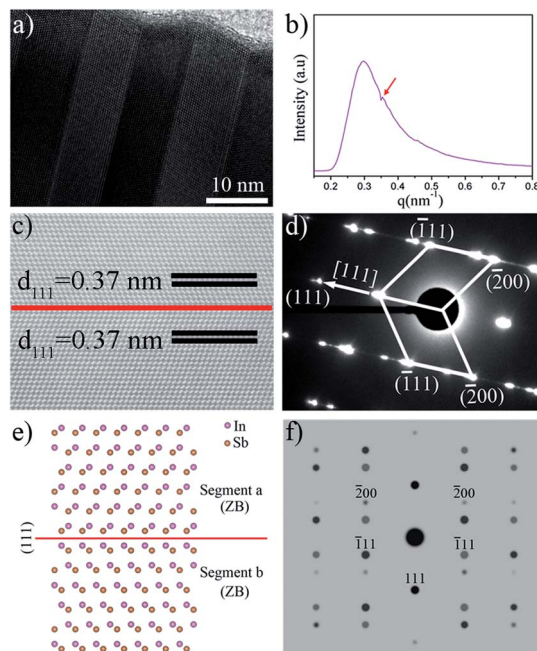 a)
10 nm
b)
Intensity (a.u)
0.2 0.3 0.4 0.5 0.6 0.7 0.8
q(nm⁻¹)
c)
d₁₁₁=0.37 nm
d₁₁₁=0.37 nm
d)
(1̄11)
(2̄00)
[111]
(111)
(1̄11)
(2̄00)
e)
In
Sb
Segment a
(ZB)
(111)
Segment b
(ZB)
f)
2̄00 2̄00
1̄11 1̄11
111